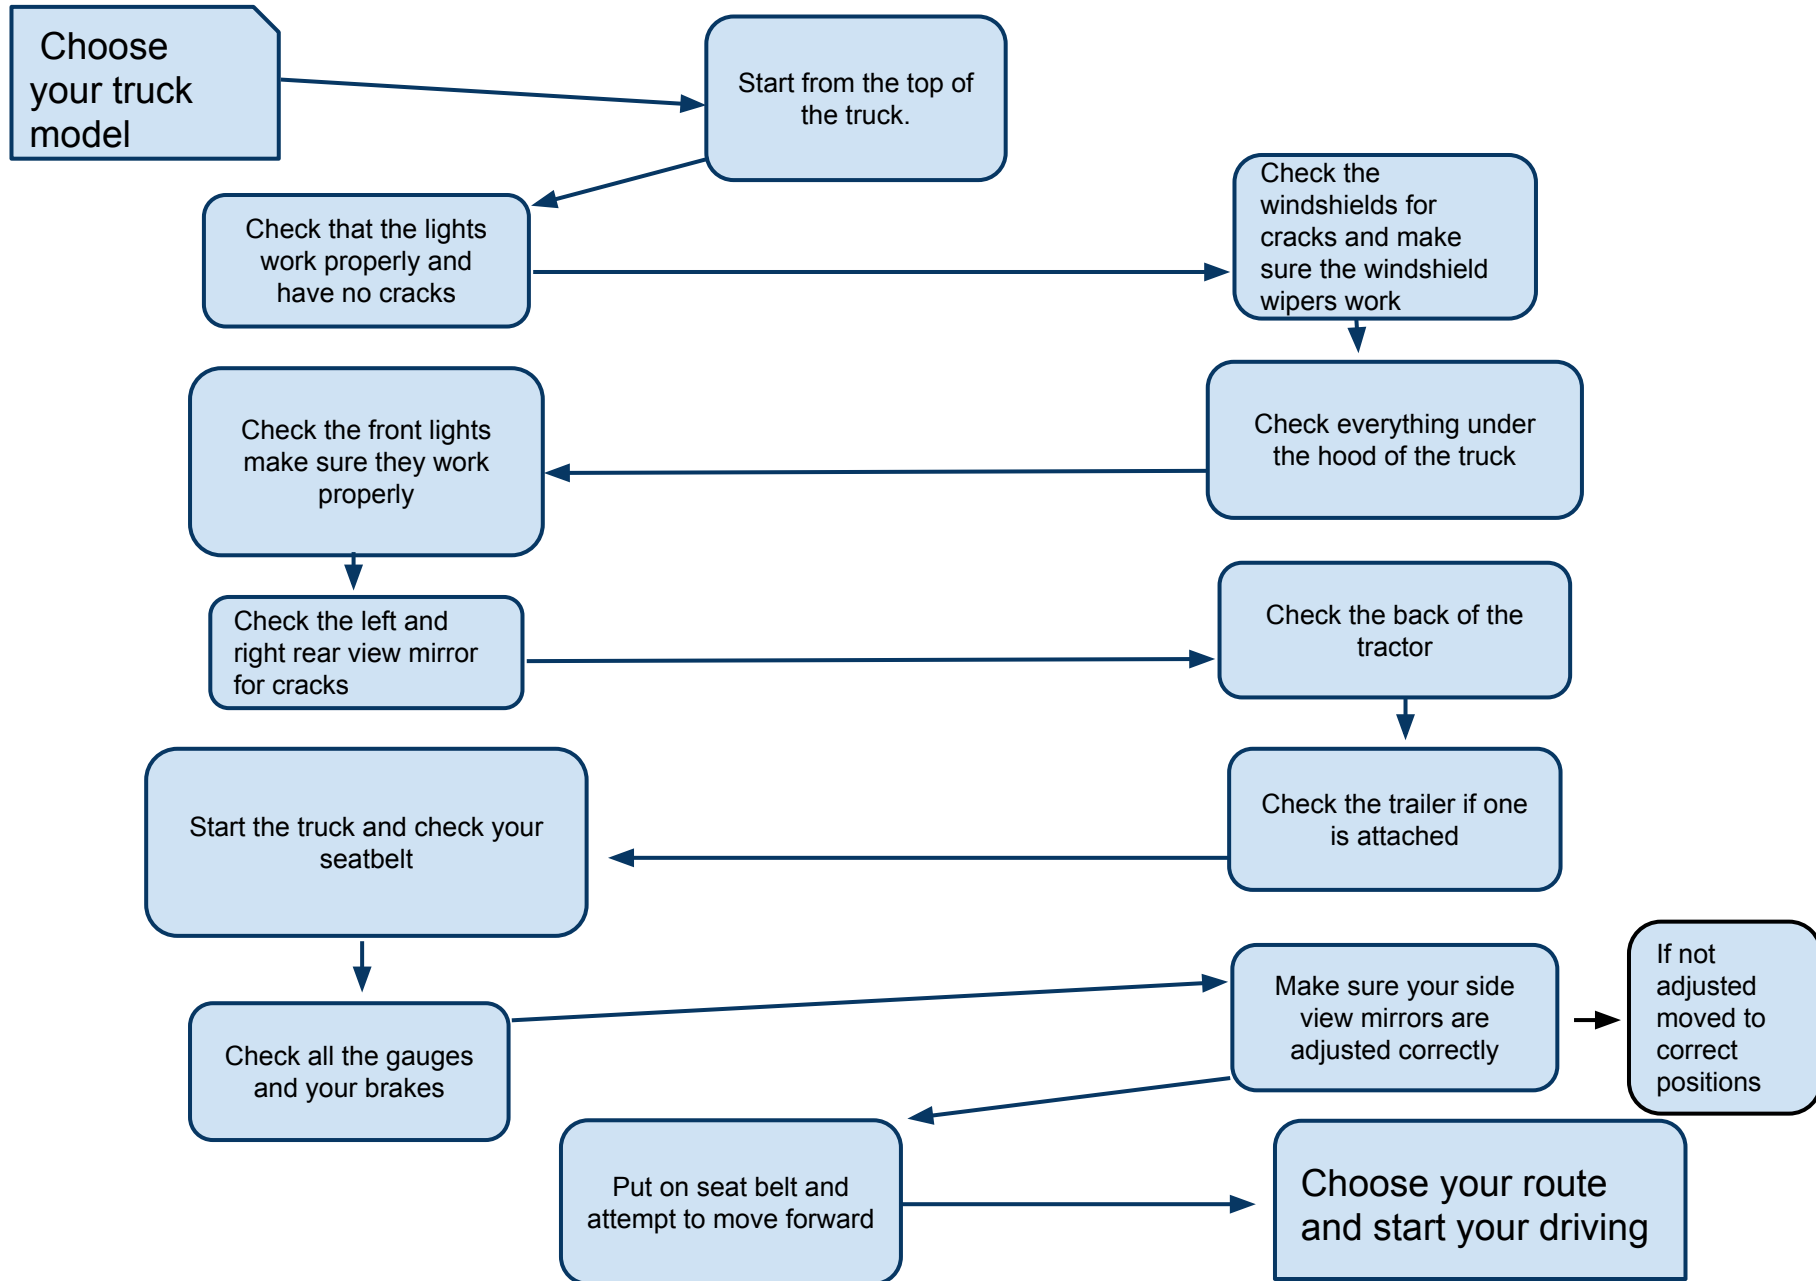 Choose
your truck
model
Start from the top of
the truck.
Check that the lights
work properly and
have no cracks
Check the
windshields for
cracks and make
sure the windshield
wipers work
Check everything under
the hood of the truck
Check the front lights
make sure they work
properly
Check the left and
right rear view mirror
for cracks
Check the back of the
tractor
Check the trailer if one
is attached
Start the truck and check your
seatbelt
Check all the gauges
and your brakes
Make sure your side
view mirrors are
adjusted correctly
If not
adjusted
moved to
correct
positions
Put on seat belt and
attempt to move forward
Choose your route
and start your driving